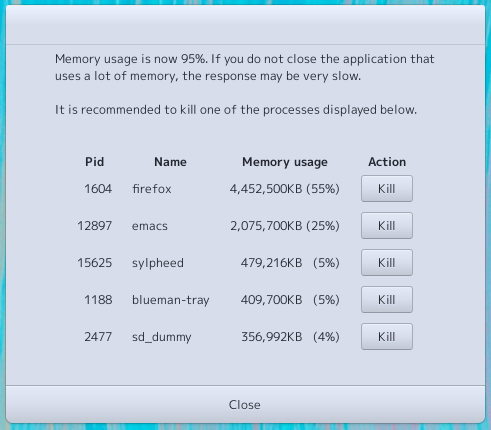 Memory usage is now 95%. If you do not close the application that
uses a lot of memory, the response may be very slow.
It is recommended to kill one of the processes displayed below.
Pid Name Memory usage Action
1604 firefox 4,452,500KB (55%) Kill
12897 emacs 2,075,700KB (25%) Kill
15625 sylpheed 479,216KB (5%) Kill
1188 blueman-tray 409,700KB (5%) Kill
2477 sd_dummy 356,992KB (4%) Kill
Close